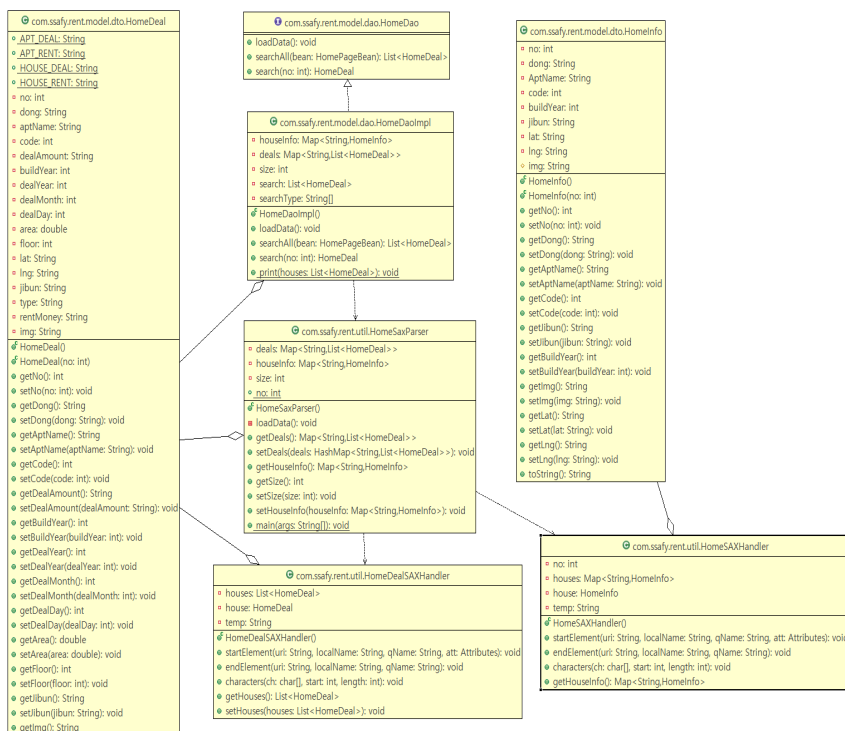 com.ssafy.rent.model.dto.HomeDeal
APT_DEAL: String
APT_RENT: String
HOUSE_DEAL: String
HOUSE_RENT: String
no: int
dong: String
aptName: String
code: int
dealAmount: String
buildYear: int
dealYear: int
dealMonth: int
dealDay: int
area: double
floor: int
lat: String
lng: String
jibun: String
type: String
rentMoney: String
img: String
HomeDeal()
HomeDeal(no: int)
getNo(): int
setNo(no: int): void
getDong(): String
setDong(dong: String): void
getAptName(): String
setAptName(aptName: String): void
getCode(): int
setCode(code: int): void
getDealAmount(): String
setDealAmount(dealAmount: String): void
getBuildYear(): int
setBuildYear(buildYear: int): void
getDealYear(): int
setDealYear(dealYear: int): void
getDealMonth(): int
setDealMonth(dealMonth: int): void
getDealDay(): int
setDealDay(dealDay: int): void
getArea(): double
setArea(area: double): void
getFloor(): int
setFloor(floor: int): void
getJibun(): String
setJibun(jibun: String): void
getImg(): String
com.ssafy.rent.model.dao.HomeDao
loadData(): void
searchAll(bean: HomePageBean): List<HomeDeal>
search(no: int): HomeDeal
com.ssafy.rent.model.dao.HomeDaoImpl
houseInfo: Map<String,HomeInfo>
deals: Map<String,List<HomeDeal>>
size: int
search: List<HomeDeal>
searchType: String[]
HomeDaoImpl()
loadData(): void
searchAll(bean: HomePageBean): List<HomeDeal>
search(no: int): HomeDeal
print(houses: List<HomeDeal>): void
com.ssafy.rent.util.HomeSaxParser
deals: Map<String,List<HomeDeal>>
houseInfo: Map<String,HomeInfo>
size: int
no: int
HomeSaxParser()
loadData(): void
getDeals(): Map<String,List<HomeDeal>>
setDeals(deals: HashMap<String,List<HomeDeal>>): void
getHouseInfo(): Map<String,HomeInfo>
getSize(): int
setSize(size: int): void
setHouseInfo(houseInfo: Map<String,HomeInfo>): void
main(args: String[]): void
com.ssafy.rent.util.HomeDealSAXHandler
houses: List<HomeDeal>
house: HomeDeal
temp: String
HomeDealSAXHandler()
startElement(uri: String, localName: String, qName: String, att: Attributes): void
endElement(uri: String, localName: String, qName: String): void
characters(ch: char[], start: int, length: int): void
getHouses(): List<HomeDeal>
setHouses(houses: List<HomeDeal>): void
com.ssafy.rent.model.dto.HomeInfo
no: int
dong: String
AptName: String
code: int
buildYear: int
jibun: String
lat: String
lng: String
img: String
HomeInfo()
HomeInfo(no: int)
getNo(): int
setNo(no: int): void
getDong(): String
setDong(dong: String): void
getAptName(): String
setAptName(aptName: String): void
getCode(): int
setCode(code: int): void
getJibun(): String
setJibun(jibun: String): void
getBuildYear(): int
setBuildYear(buildYear: int): void
getImg(): String
setImg(img: String): void
getLat(): String
setLat(lat: String): void
getLng(): String
setLng(lng: String): void
toString(): String
com.ssafy.rent.util.HomeSAXHandler
no: int
houses: Map<String,HomeInfo>
house: HomeInfo
temp: String
HomeSAXHandler()
startElement(uri: String, localName: String, qName: String, att: Attributes): void
endElement(uri: String, localName: String, qName: String): void
characters(ch: char[], start: int, length: int): void
getHouseInfo(): Map<String,HomeInfo>